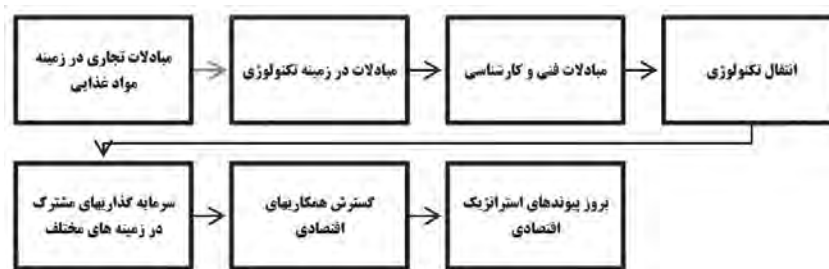 مبادلات تجاری در زمینه
مواد غذایی
مبادلات در زمینه تکنولوژی
مبادلات فنی و کارشناسی
انتقال تکنولوژی
سرمایه گذاریهای مشترک
در زمینه های مختلف
گسترش همکاریهای
اقتصادی
بروز پیوندهای استراتژیک
اقتصادی